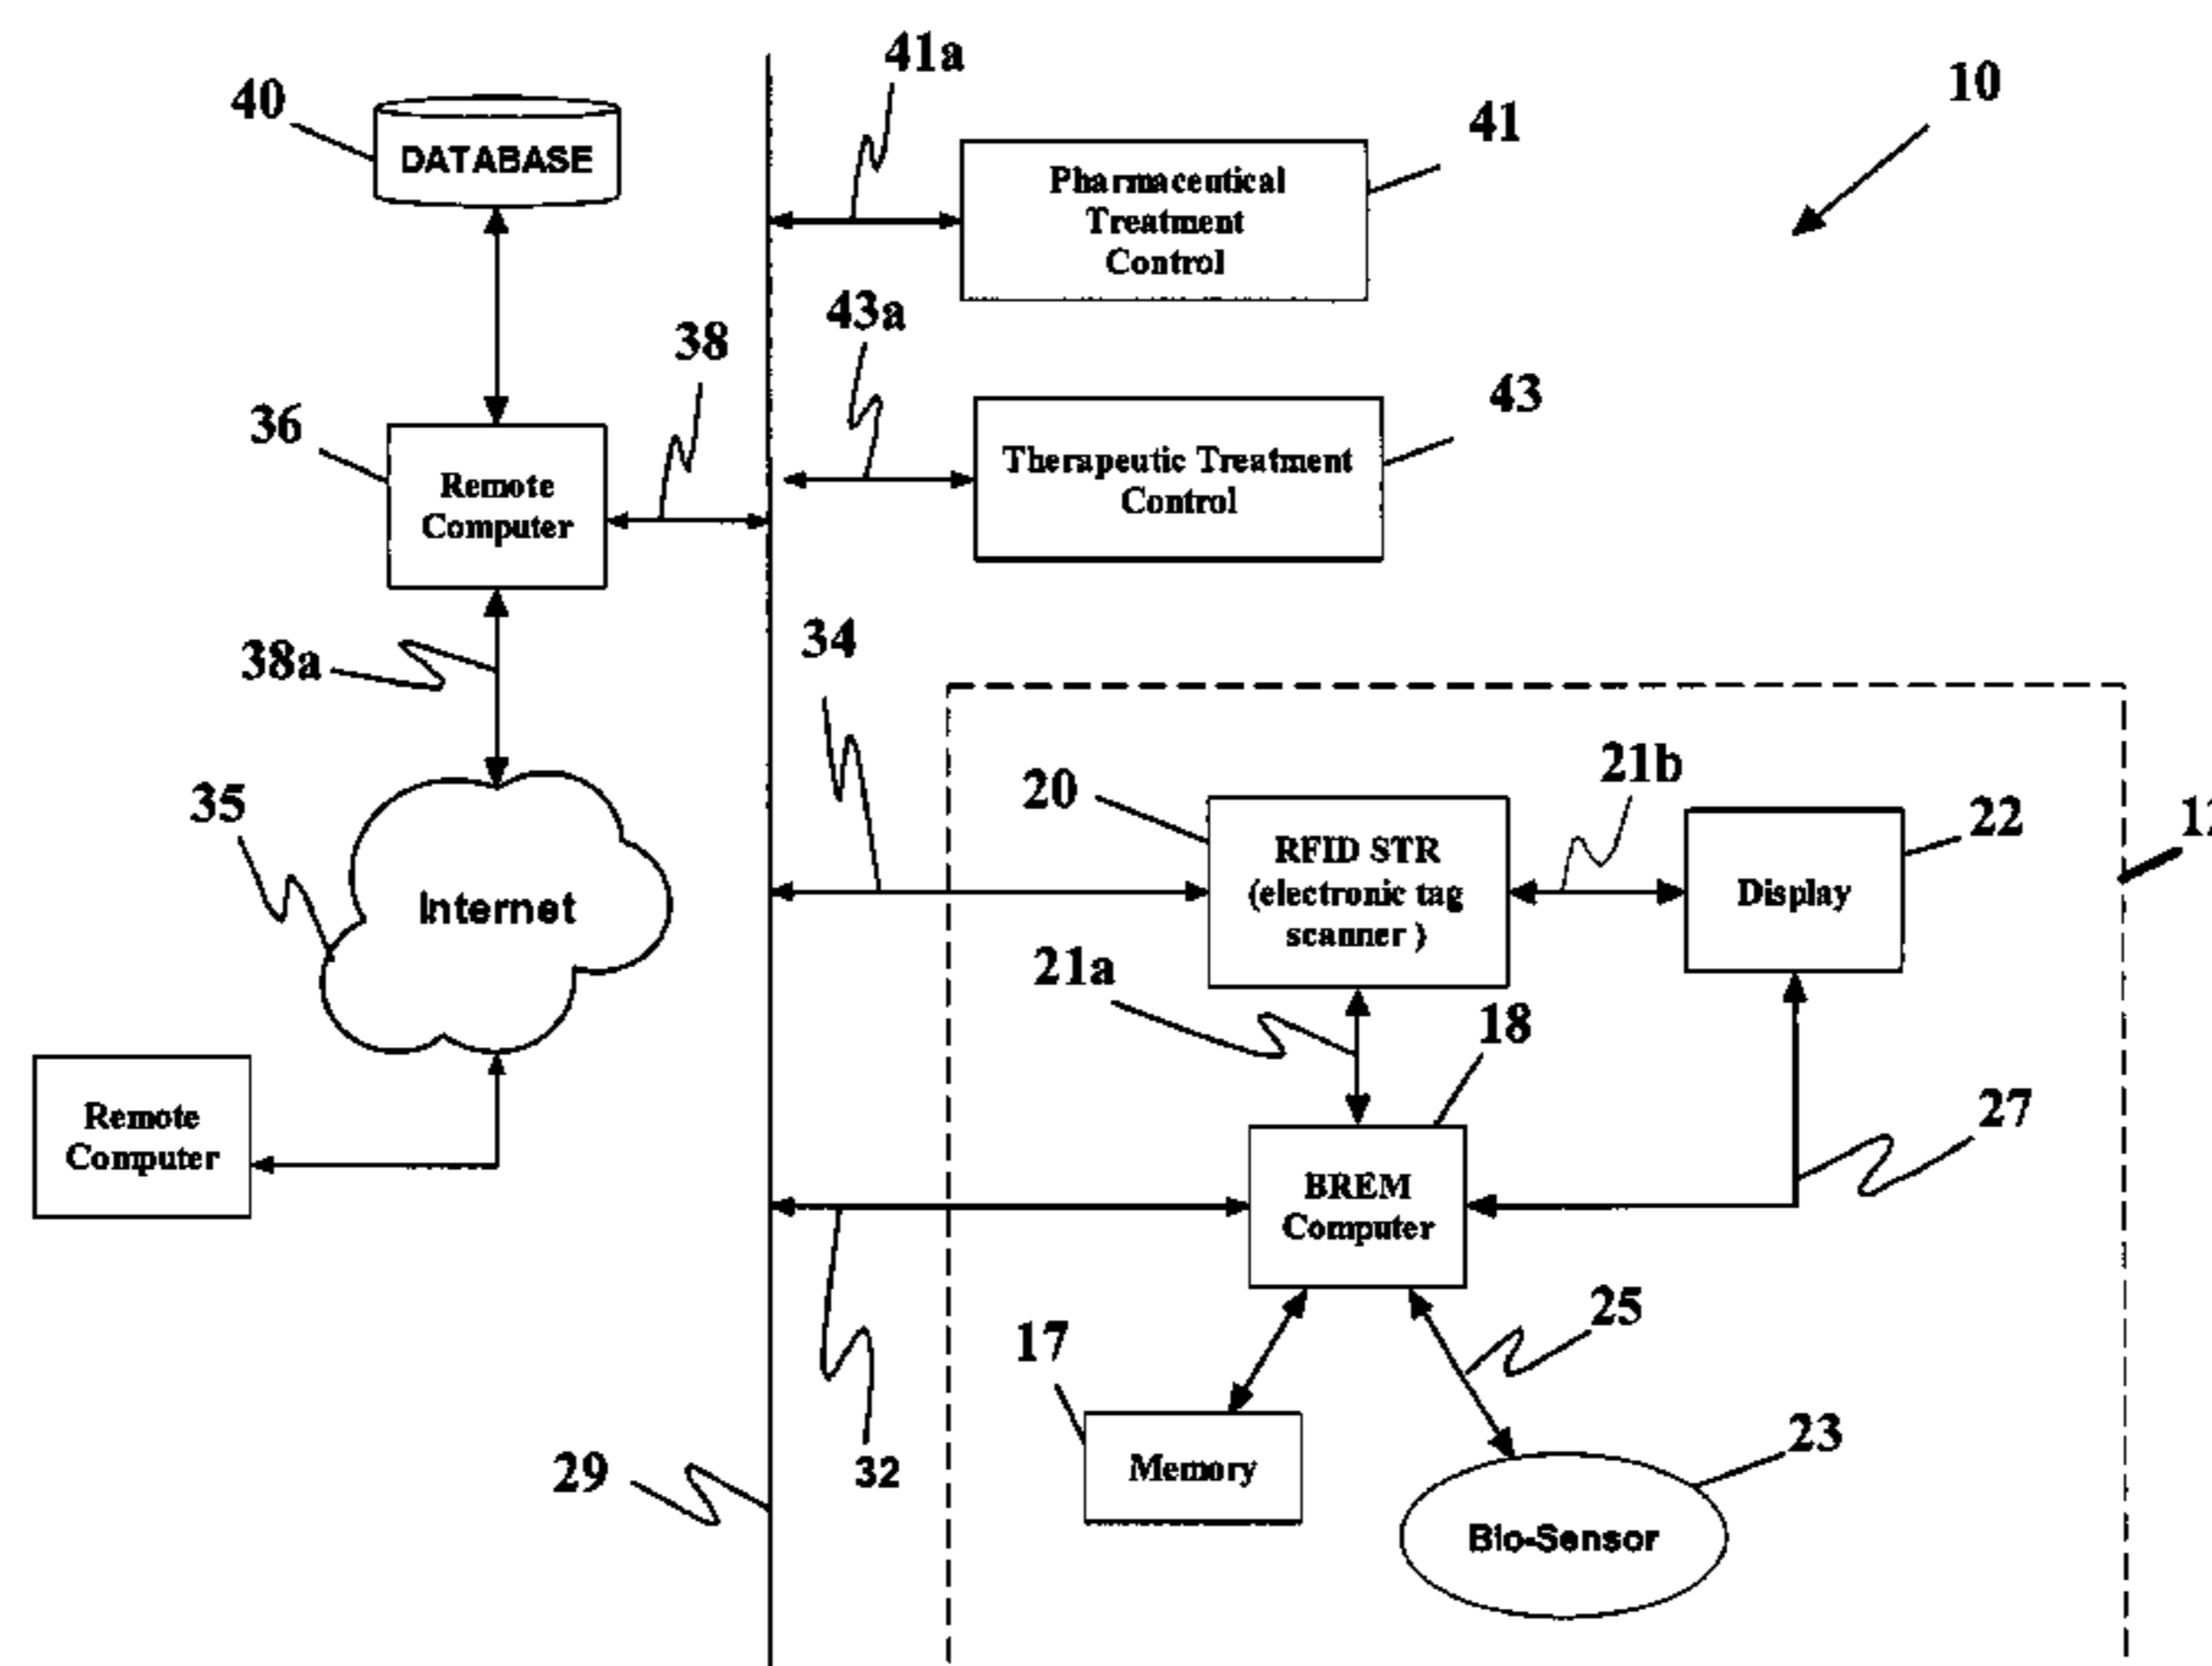 41a
10
40
41
DATABASE
Pharmaceutical
Treatment
Control
43a
38
43
36
Therapeutic Treatment
Control
Remote
Computer
34
38a
21b
20
22
35
RFID STR
(electronic tag
scanner )
Display
Internet
21a
18
Remote
Computer
27
BREM
Computer
25
17
23
29
32
Memory
Bio-Sensor